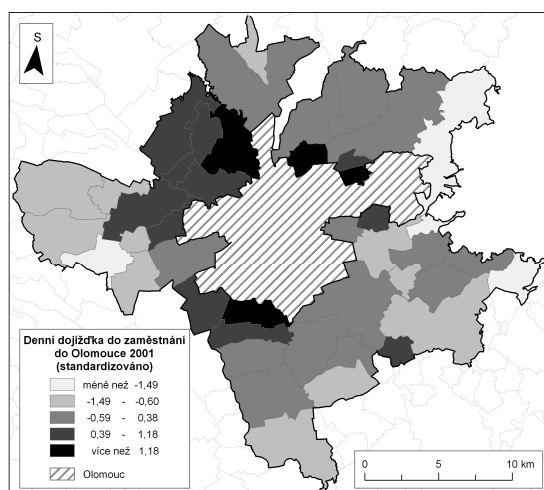 S
Denní dojížďka do zaměstnání
do Olomouce 2001
(standardizováno)
méně než -1,49
-1,49 - -0,60
-0,59 - 0,38
0,39 - 1,18
více než 1,18
Olomouc
0 5 10 km